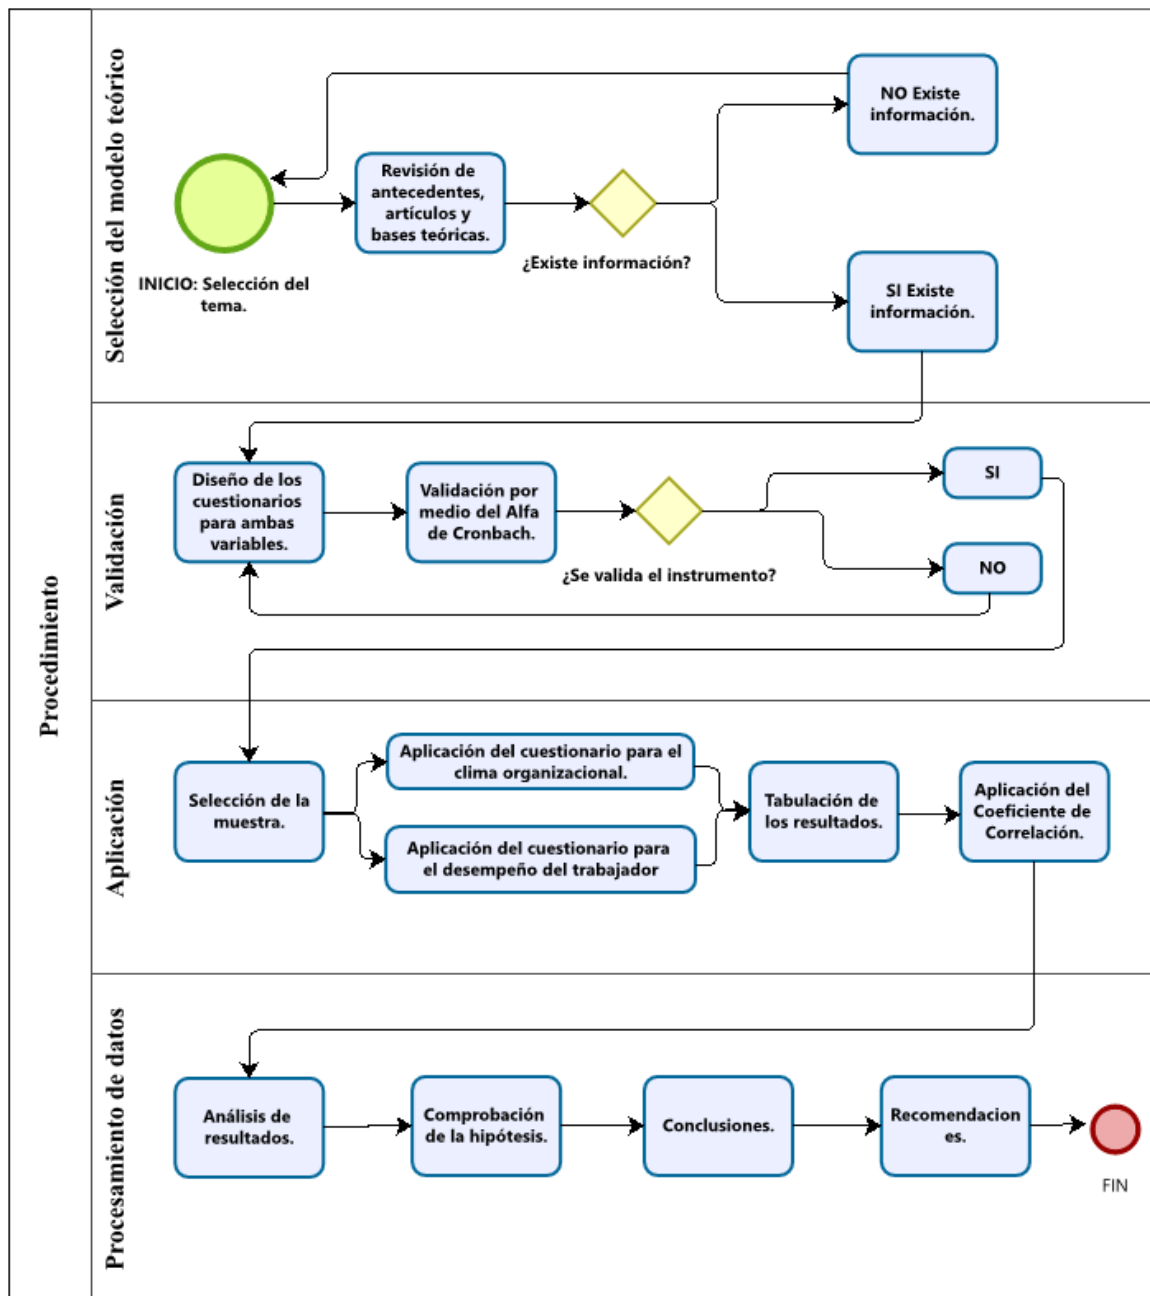 Procedimiento
Selección del modelo teórico
INICIO: Selección del
tema.
Revisión de
antecedentes,
artículos y
bases teóricas.
¿Existe información?
NO Existe
información.
SI Existe
información.
Validación
Diseño de los
cuestionarios
para ambas
variables.
Validación por
medio del Alfa
de Cronbach.
¿Se valida el instrumento?
SI
NO
Aplicación
Selección de la
muestra.
Aplicación del cuestionario para el
clima organizacional.
Aplicación del cuestionario para
el desempeño del trabajador
Tabulación de
los resultados.
Aplicación del
Coeficiente de
Correlación.
Procesamiento de datos
Análisis de
resultados.
Comprobación
de la hipótesis.
Conclusiones.
Recomendacion
es.
FIN